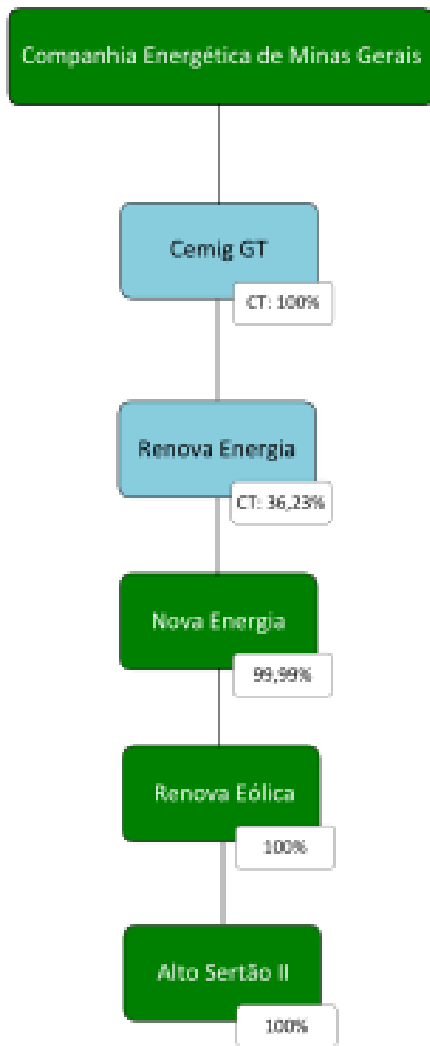 Companhia Energética de Minas Gerais
Cemig GT
CT: 100%
Renova Energia
CT: 36,23%
Nova Energia
99,99%
Renova Eólica
100%
Alto Sertão II
100%